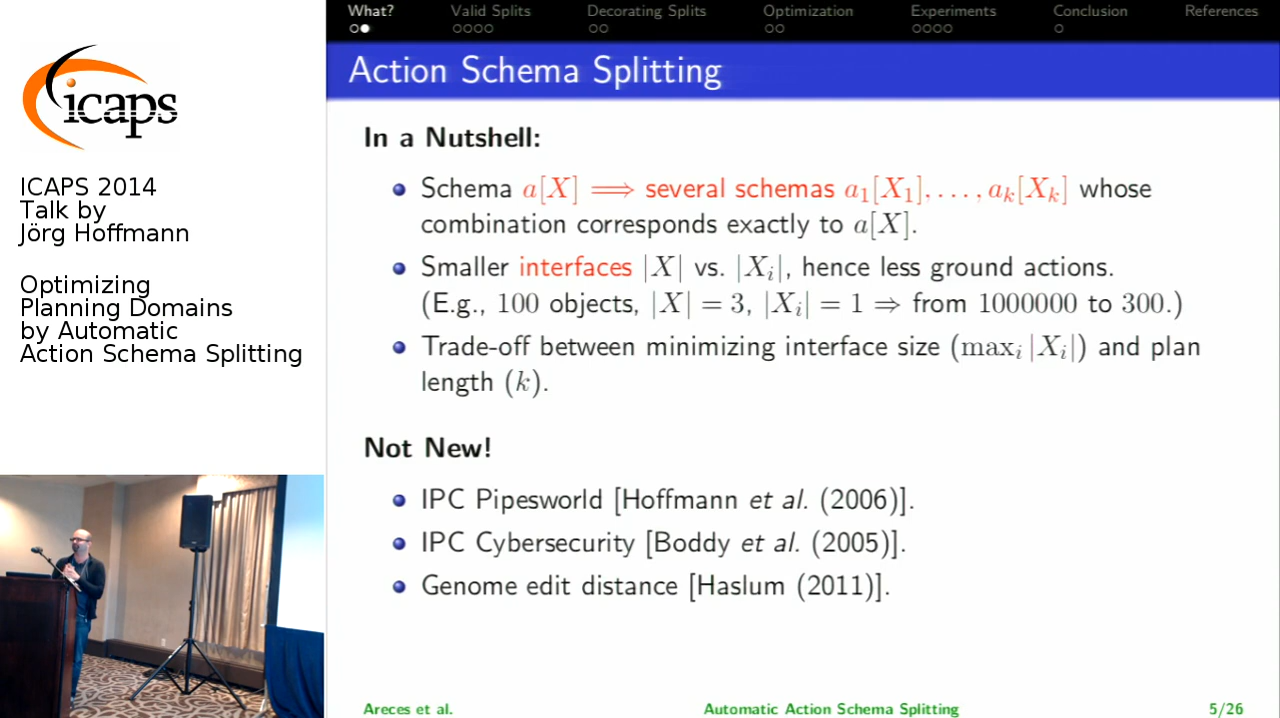 icaps
ICAPS 2014
Talk by
Jörg Hoffmann
Optimizing
Planning Domains
by Automatic
Action Schema Splitting
What? Valid Splits Decorating Splits Optimization Experiments Conclusion References
Action Schema Splitting
In a Nutshell:
Schema a[X] ⟹ several schemas a₁[X₁], . . . , aₖ[Xₖ] whose
combination corresponds exactly to a[X].
Smaller interfaces |X| vs. |Xᵢ|, hence less ground actions.
(E.g., 100 objects, |X| = 3, |Xᵢ| = 1 ⇒ from 1000000 to 300.)
Trade-off between minimizing interface size (maxᵢ |Xᵢ|) and plan
length (k).
Not New!
IPC Pipesworld [Hoffmann et al. (2006)].
IPC Cybersecurity [Boddy et al. (2005)].
Genome edit distance [Haslum (2011)].
Areces et al. Automatic Action Schema Splitting 5/26